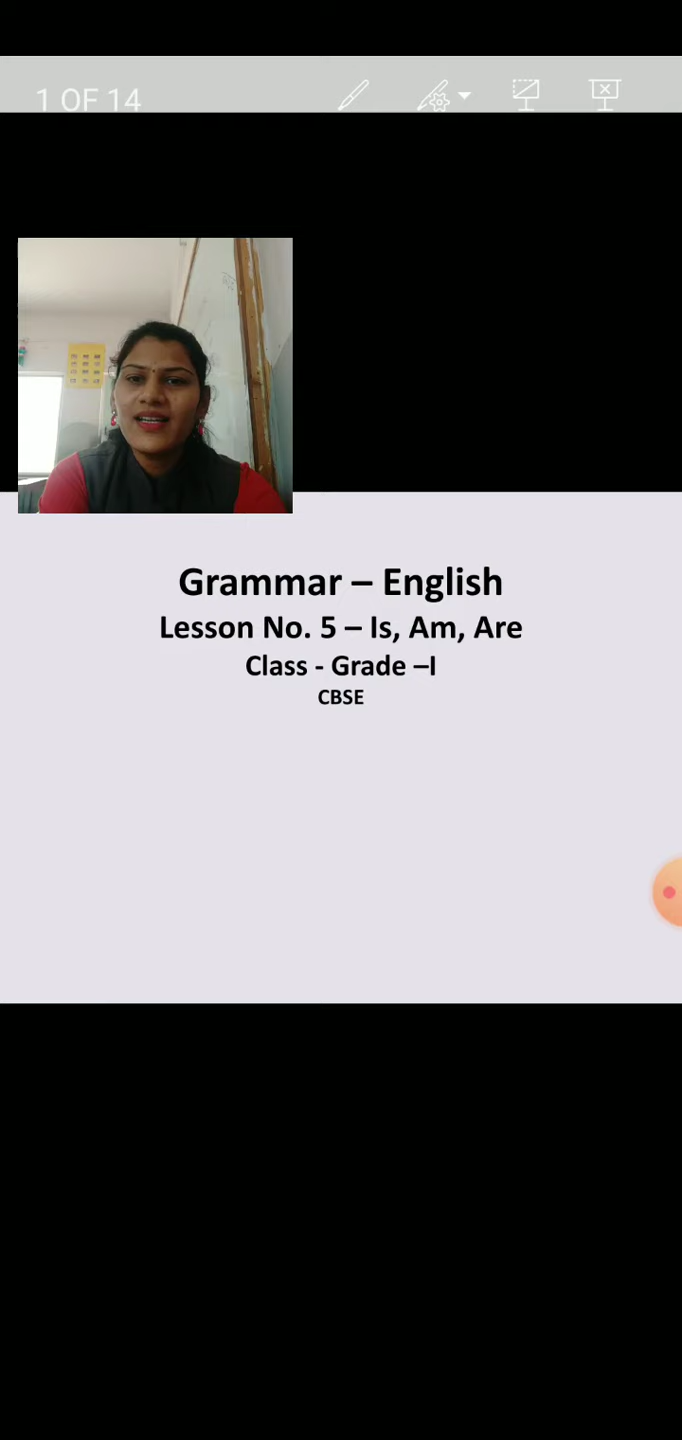 1 OF 14
Grammar – English
Lesson No. 5 – Is, Am, Are
Class - Grade –I
CBSE